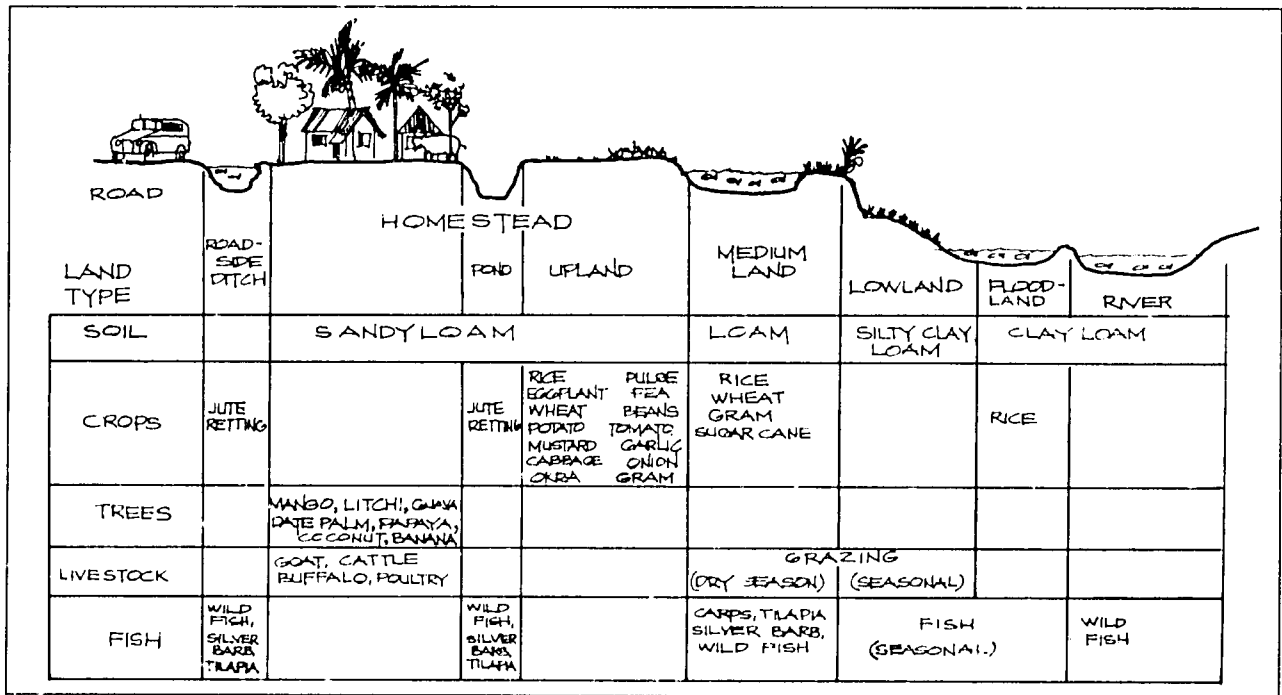 ROAD
HOMESTEAD
LAND
TYPE
ROAD-
SIDE
DITCH
POND
UPLAND
MEDIUM
LAND
LOWLAND
FLOOD-
LAND
RIVER
SOIL
SANDY LOAM
LOAM
SILTY CLAY
LOAM
CLAY LOAM
CROPS
JUTE
RETTING
JUTE
RETTING
RICE PULSE
EGGPLANT PEA
WHEAT BEANS
POTATO TOMATO
MUSTARD GARLIC
CABBAGE ONION
OKRA GRAM
RICE
WHEAT
GRAM
SUGAR CANE
RICE
TREES
MANGO, LITCHI, GUAVA
DATE PALM, PAPAYA,
COCONUT, BANANA
LIVESTOCK
GOAT, CATTLE
BUFFALO, POULTRY
GRAZING
(DRY SEASON) (SEASONAL)
FISH
WILD
FISH,
SILVER
BARB,
TILAPIA
WILD
FISH,
SILVER
BARB,
TILAPIA
CARPS, TILAPIA
SILVER BARB,
WILD FISH
FISH
(SEASONAL)
WILD
FISH